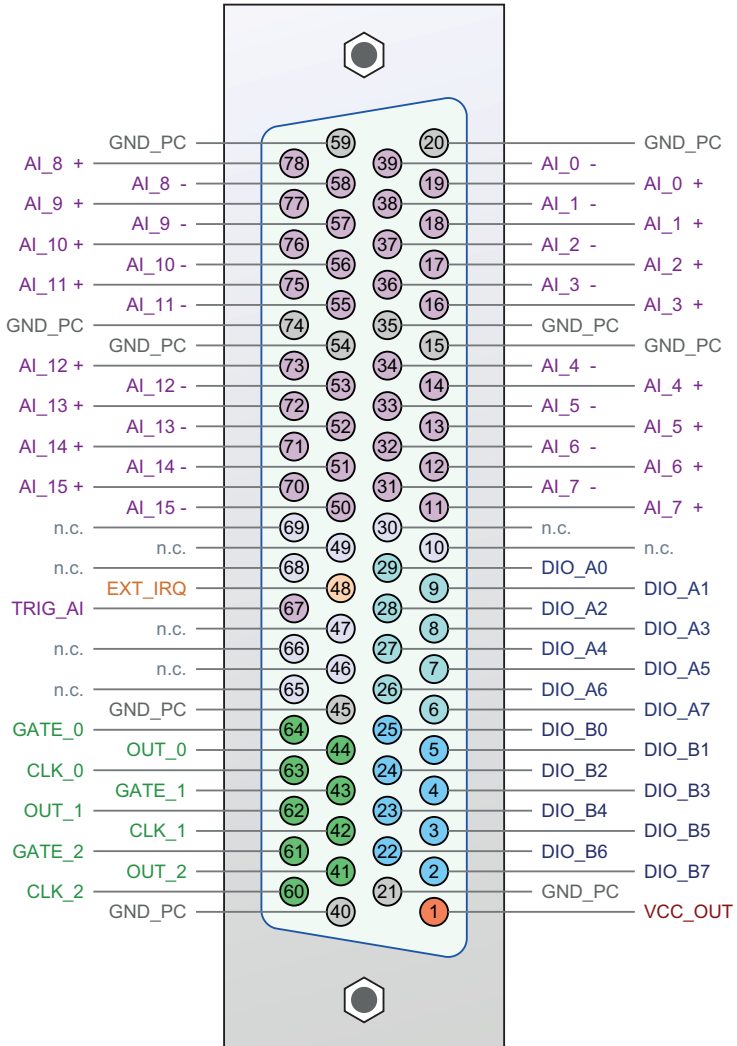 GND_PC 59 20 GND_PC
AI_8 + 78 39 AI_0 -
AI_8 - 58 19 AI_0 +
AI_9 + 77 38 AI_1 -
AI_9 - 57 18 AI_1 +
AI_10 + 76 37 AI_2 -
AI_10 - 56 17 AI_2 +
AI_11 + 75 36 AI_3 -
AI_11 - 55 16 AI_3 +
GND_PC 74 35 GND_PC
GND_PC 54 15 GND_PC
AI_12 + 73 34 AI_4 -
AI_12 - 53 14 AI_4 +
AI_13 + 72 33 AI_5 -
AI_13 - 52 13 AI_5 +
AI_14 + 71 32 AI_6 -
AI_14 - 51 12 AI_6 +
AI_15 + 70 31 AI_7 -
AI_15 - 50 11 AI_7 +
n.c. 69 30 n.c.
n.c. 49 10 n.c.
n.c. 68 29 DIO_A0
EXT_IRQ 48 9 DIO_A1
TRIG_AI 67 28 DIO_A2
n.c. 47 8 DIO_A3
n.c. 66 27 DIO_A4
n.c. 46 7 DIO_A5
n.c. 65 26 DIO_A6
GND_PC 45 6 DIO_A7
GATE_0 64 25 DIO_B0
OUT_0 44 5 DIO_B1
CLK_0 63 24 DIO_B2
GATE_1 43 4 DIO_B3
OUT_1 62 23 DIO_B4
CLK_1 42 3 DIO_B5
GATE_2 61 22 DIO_B6
OUT_2 41 2 DIO_B7
CLK_2 60 21 GND_PC
GND_PC 40 1 VCC_OUT